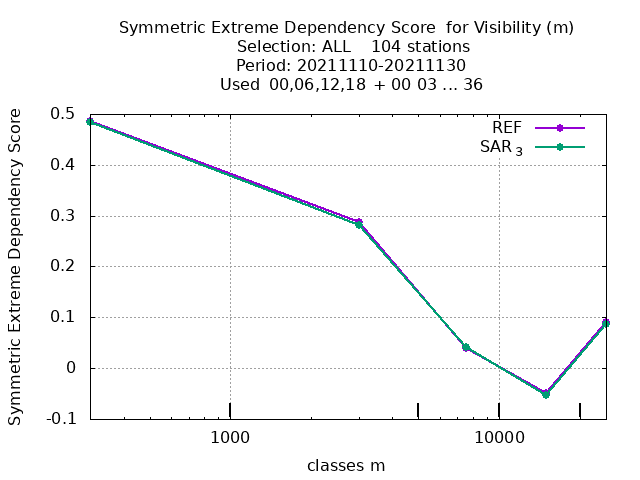 Symmetric Extreme Dependency Score  for Visibility (m)
Selection: ALL    104 stations
Period: 20211110-20211130
Used  00,06,12,18  + 00 03 ... 36
Symmetric Extreme Dependency Score
0.5
0.4
0.3
0.2
0.1
0
-0.1
REF
SAR 3
1000
10000
classes m